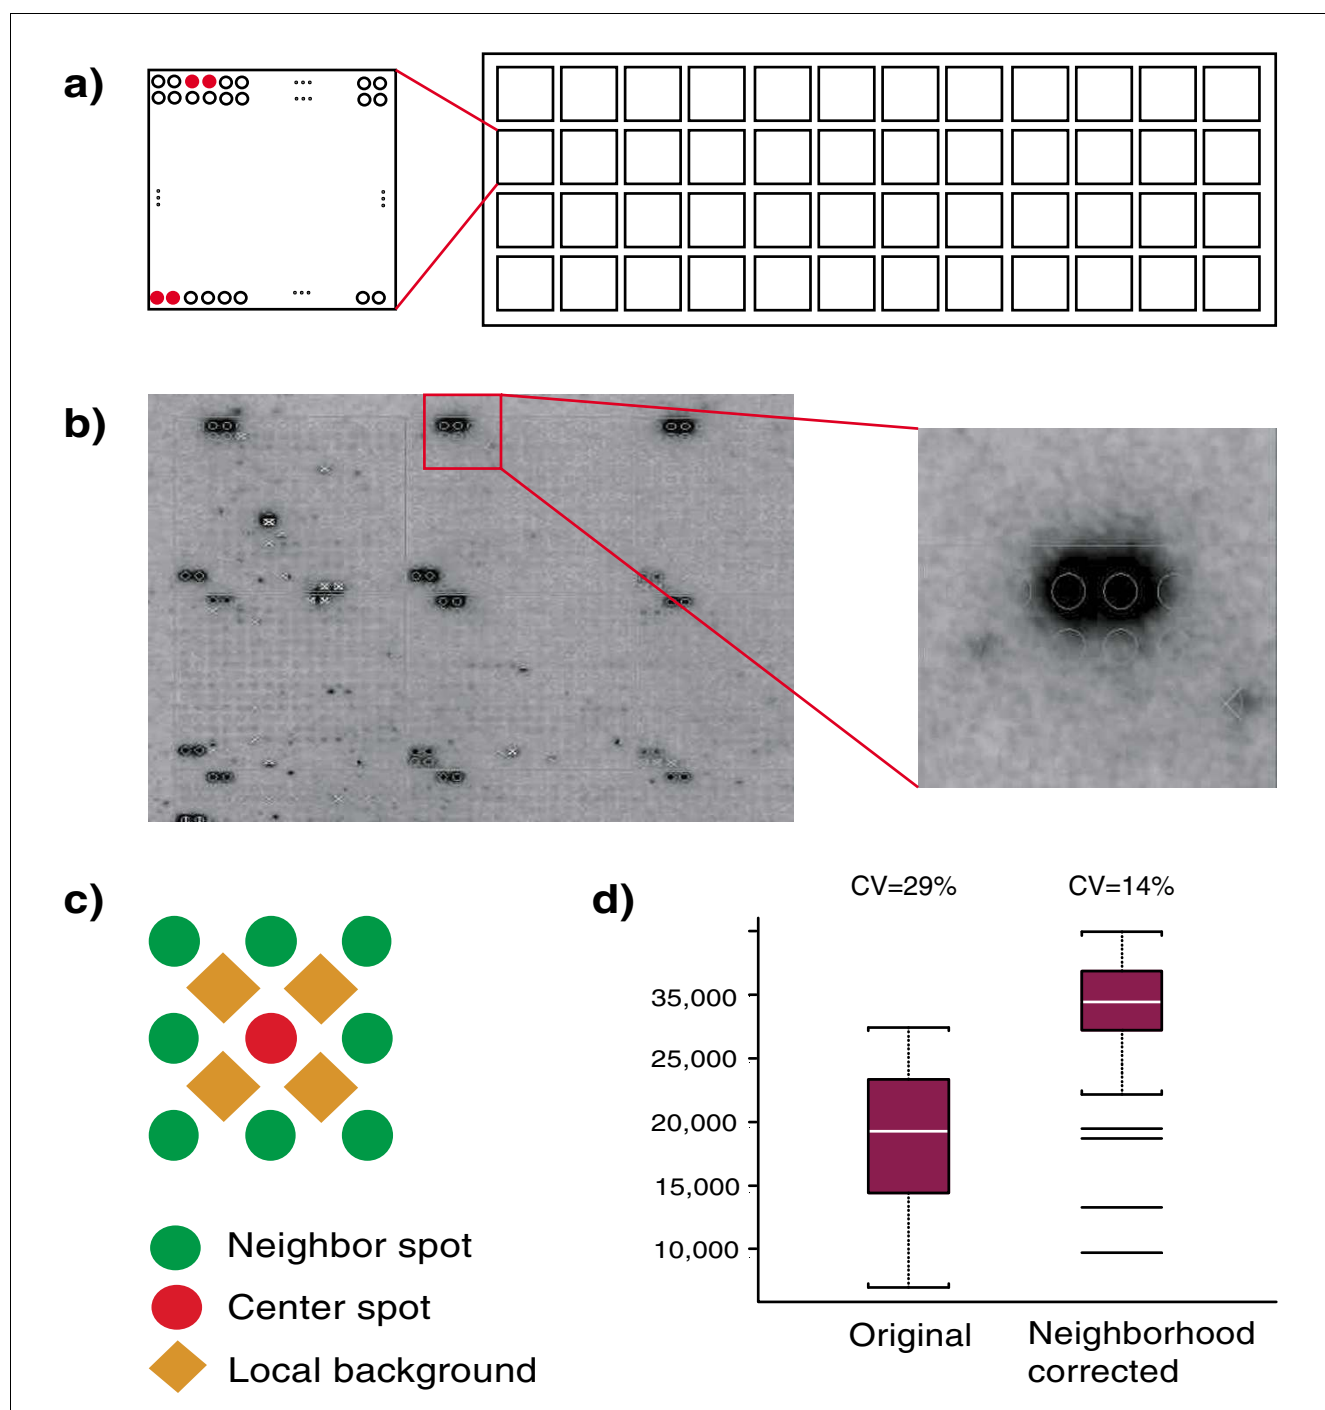 a)
b)
c)
Neighbor spot
Center spot
Local background
d)
CV=29%
CV=14%
35,000
25,000
20,000
15,000
10,000
Original
Neighborhood
corrected